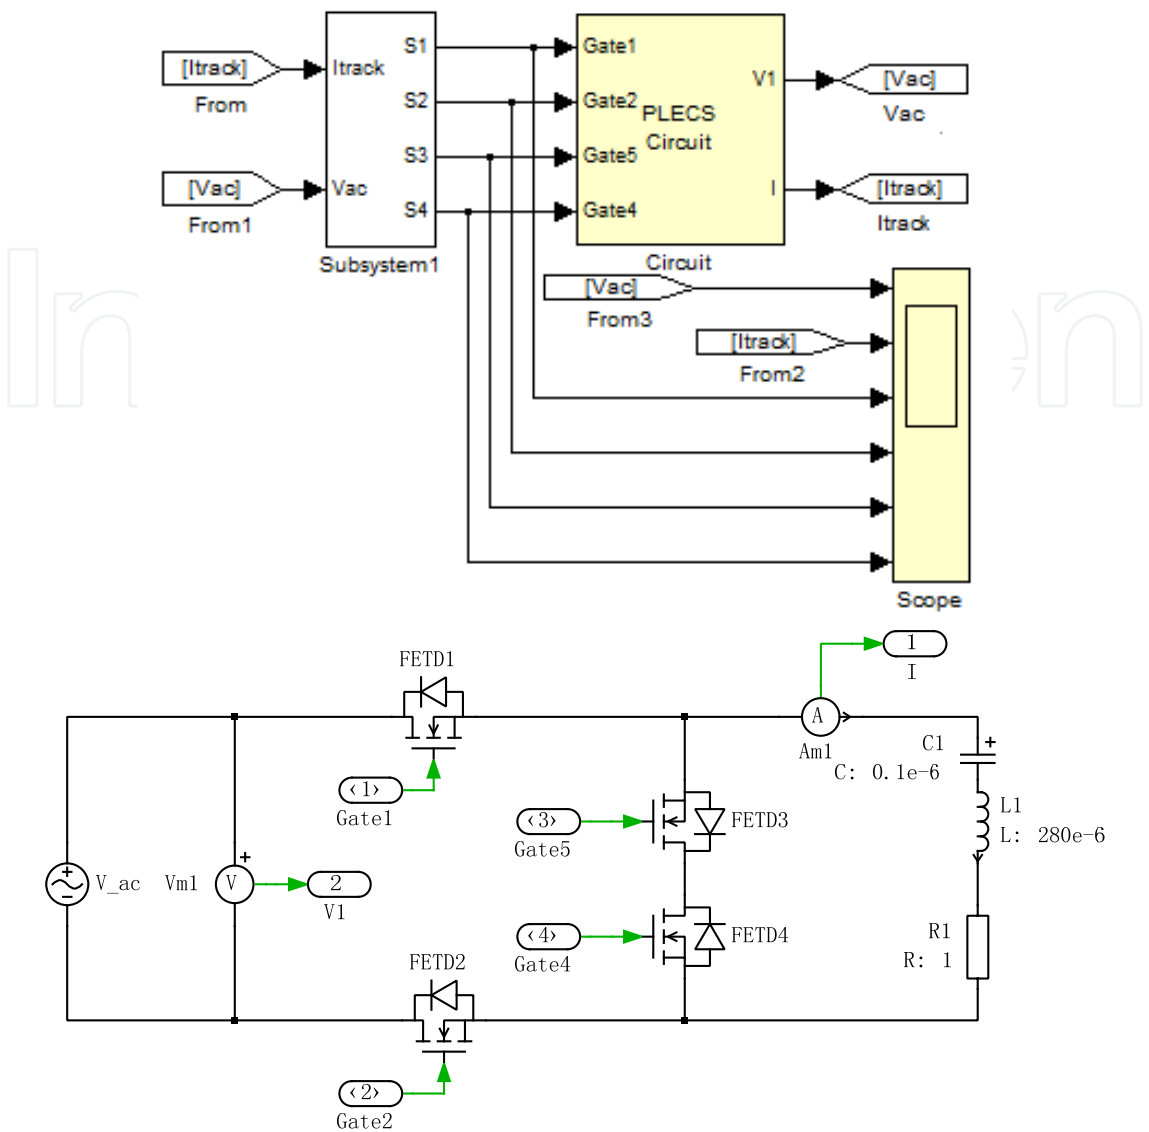 [Itrack]
From
[Vac]
From1
Itrack
Vac
S1
S2
S3
S4
Subsystem1
Gate1
Gate2
Gate5
Gate4
PLECS
Circuit
V1
I
Circuit
[Vac]
Vac
[Itrack]
Itrack
[Vac]
From3
[Itrack]
From2
Scope
1
I
FETD1
A
Am1
C1
+
C: 0.1e-6
<1>
Gate1
L1
L: 280e-6
<3>
Gate5
FETD3
+
V_ac
Vm1
+
V
2
V1
<4>
Gate4
FETD4
R1
R: 1
FETD2
<2>
Gate2